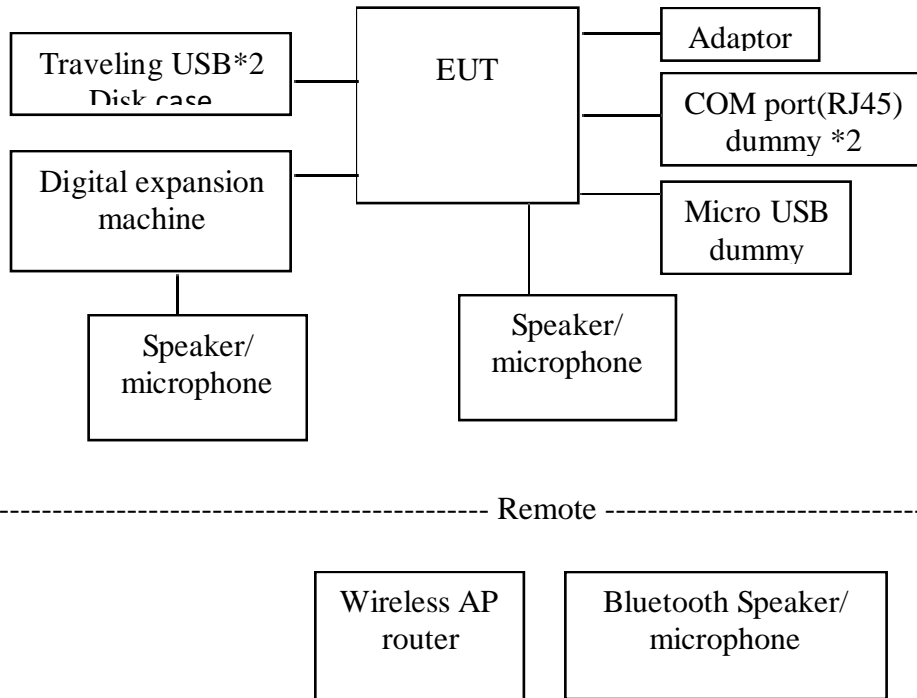 Traveling USB*2
Disk case
EUT
Adaptor
COM port(RJ45)
dummy *2
Digital expansion
machine
Micro USB
dummy
Speaker/
microphone
Speaker/
microphone
Remote
Wireless AP
router
Bluetooth Speaker/
microphone